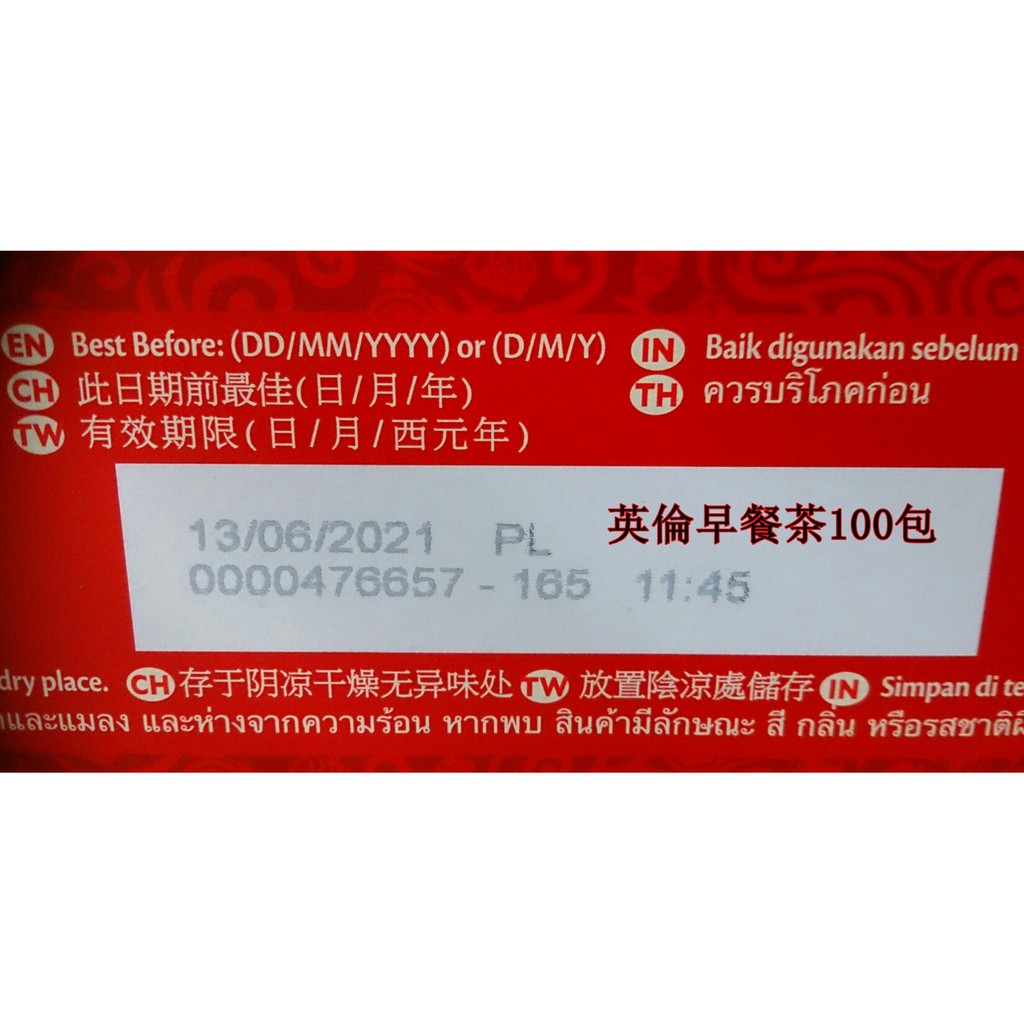 EN Best Before: (DD/MM/YYYY) or (D/M/Y) IN Baik digunakan sebelum
CH 此日期前最佳(日/月/年) TH ควรบริโภคก่อน
TW 有效期限(日/月/西元年)
英倫早餐茶100包
13/06/2021 PL
0000476657 - 165 11:45
dry place. CH 存于阴凉干燥无异味处 TW 放置陰涼處儲存 IN Simpan di te
และแมลง และห่างจากความร้อน หากพบ สินค้ามีลักษณะ สี กลิ่น หรือรสชาติ